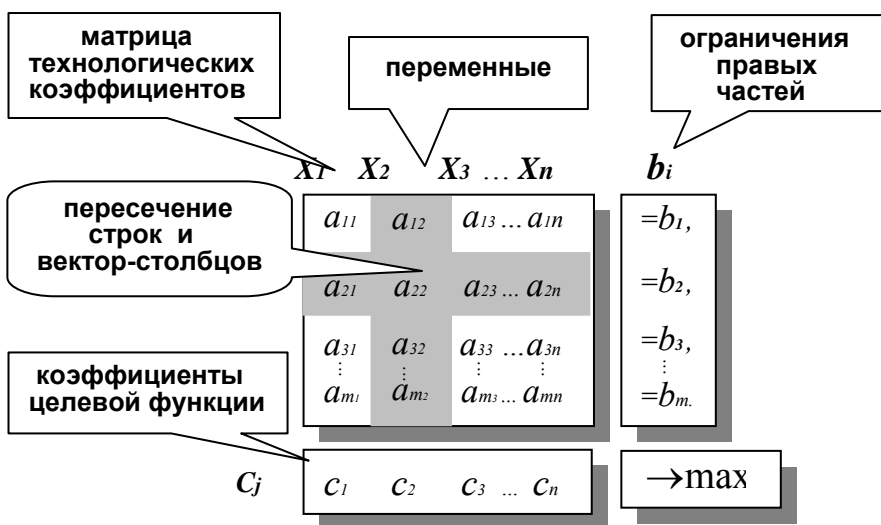 матрица
технологических
коэффициентов
переменные
ограничения
правых
частей
X1 X2 X3 ... Xn bi
пересечение
строк и
вектор-столбцов
a11 a12 a13 ... a1n =b1,
a21 a22 a23 ... a2n =b2,
a31 a32 a33 ... a3n =b3,
⋮ ⋮ ⋮ ⋮ ⋮
am1 am2 am3 ... amn =bm.
коэффициенты
целевой функции
Cj c1 c2 c3 ... cn →max